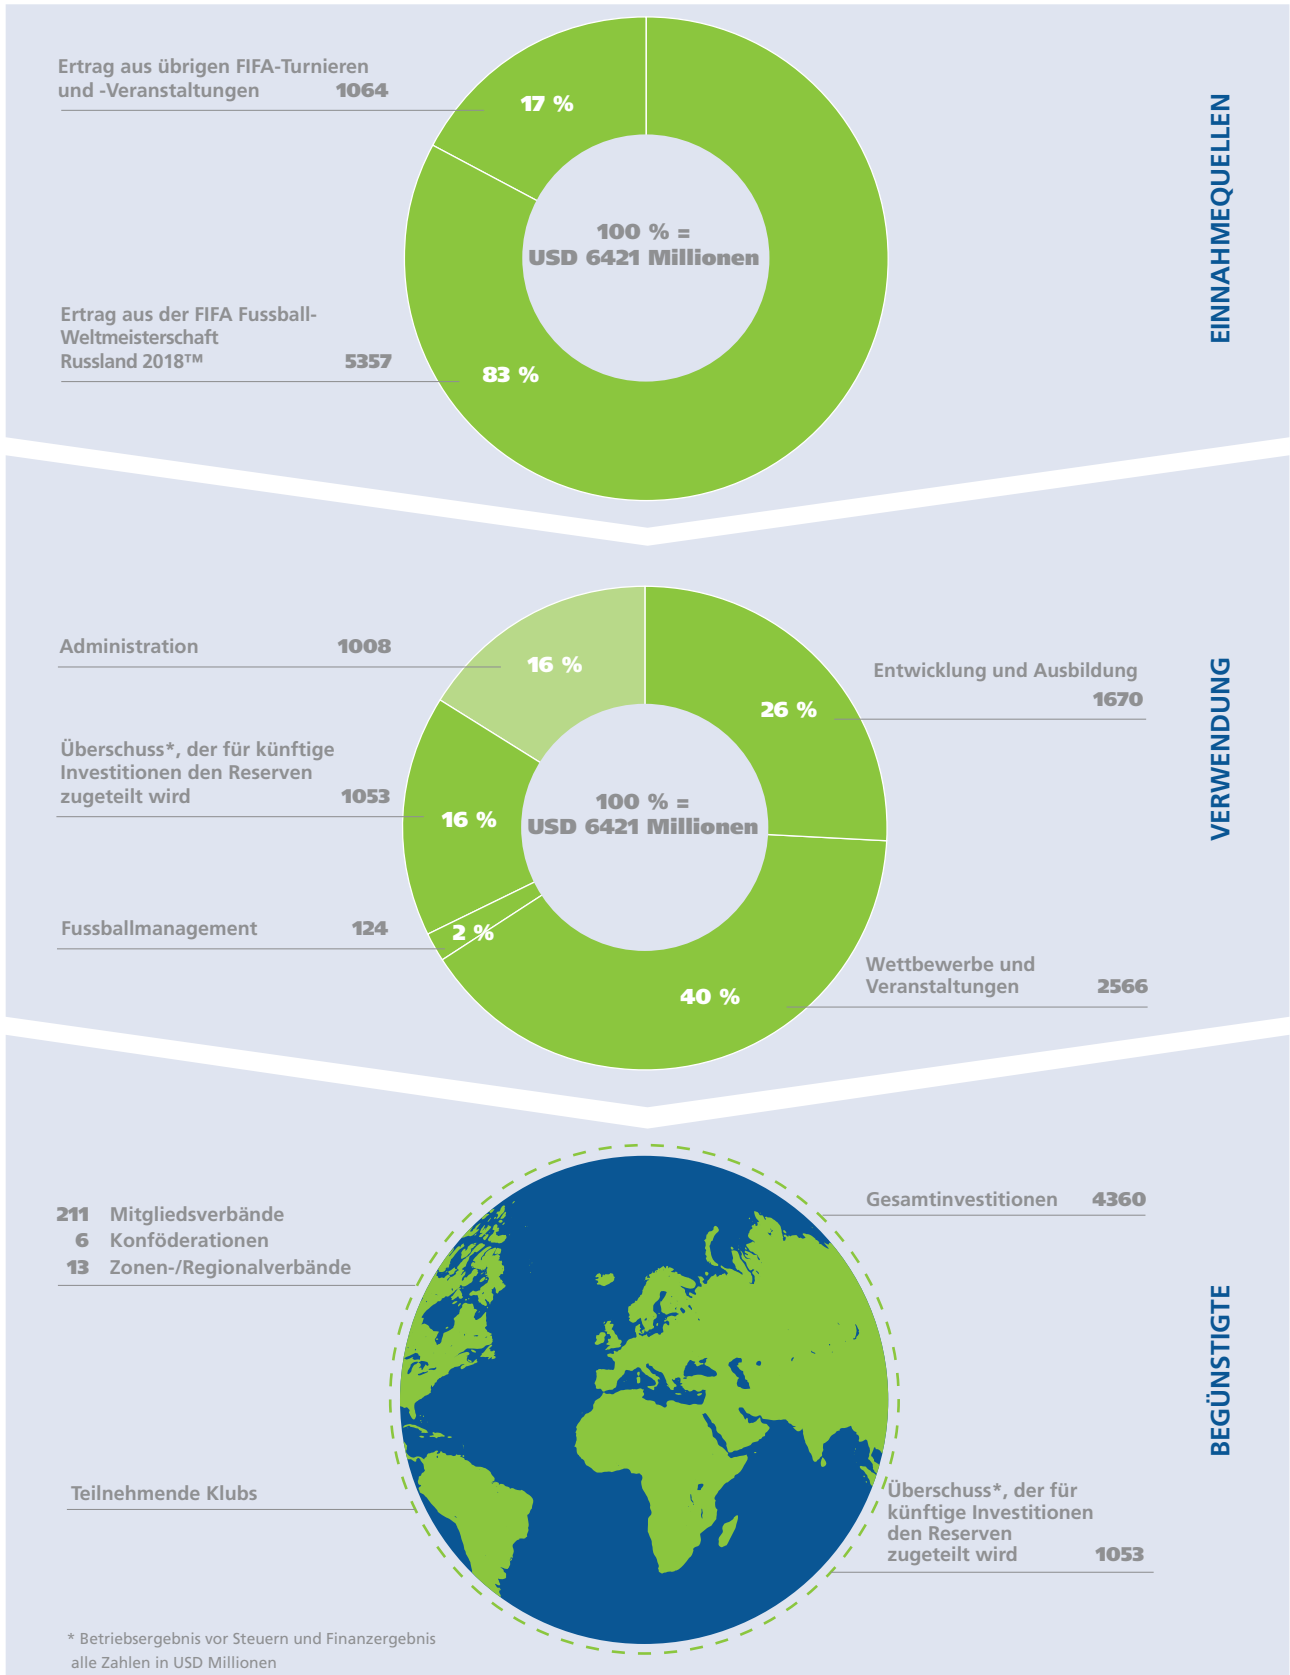 Ertrag aus übrigen FIFA-Turnieren
und -Veranstaltungen 1064
17 %
100 % =
USD 6421 Millionen
Ertrag aus der FIFA Fussball-
Weltmeisterschaft
Russland 2018™ 5357
83 %
EINNAHMEQUELLEN
Administration 1008
16 %
Entwicklung und Ausbildung
1670
26 %
Überschuss*, der für künftige
Investitionen den Reserven
zugeteilt wird 1053
16 %
100 % =
USD 6421 Millionen
Fussballmanagement 124
2 %
Wettbewerbe und
Veranstaltungen 2566
40 %
VERWENDUNG
211 Mitgliedsverbände
6 Konföderationen
13 Zonen-/Regionalverbände
Gesamtinvestitionen 4360
Teilnehmende Klubs
Überschuss*, der für
künftige Investitionen
den Reserven
zugeteilt wird 1053
BEGÜNSTIGTE
* Betriebsergebnis vor Steuern und Finanzergebnis
alle Zahlen in USD Millionen